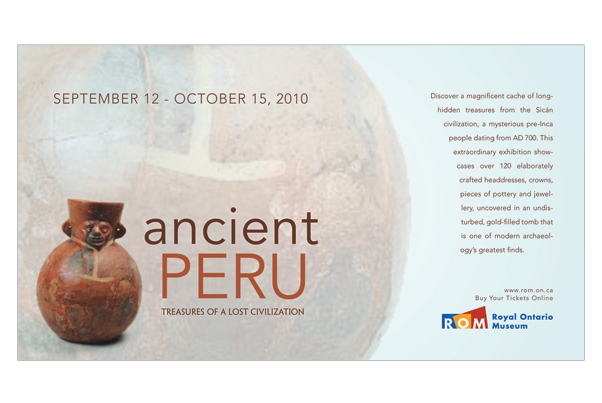 SEPTEMBER 12 - OCTOBER 15, 2010
ancient
PERU
TREASURES OF A LOST CIVILIZATION
Discover a magnificent cache of long-
hidden treasures from the Sicán
civilization, a mysterious pre-Inca
people dating from AD 700. This
extraordinary exhibition show-
cases over 120 elaborately
crafted headdresses, crowns,
pieces of pottery and jewel-
lery, uncovered in an undis-
turbed, gold-filled tomb that
is one of modern archaeol-
ogy's greatest finds.
www.rom.on.ca
Buy Your Tickets Online
ROM Royal Ontario
Museum